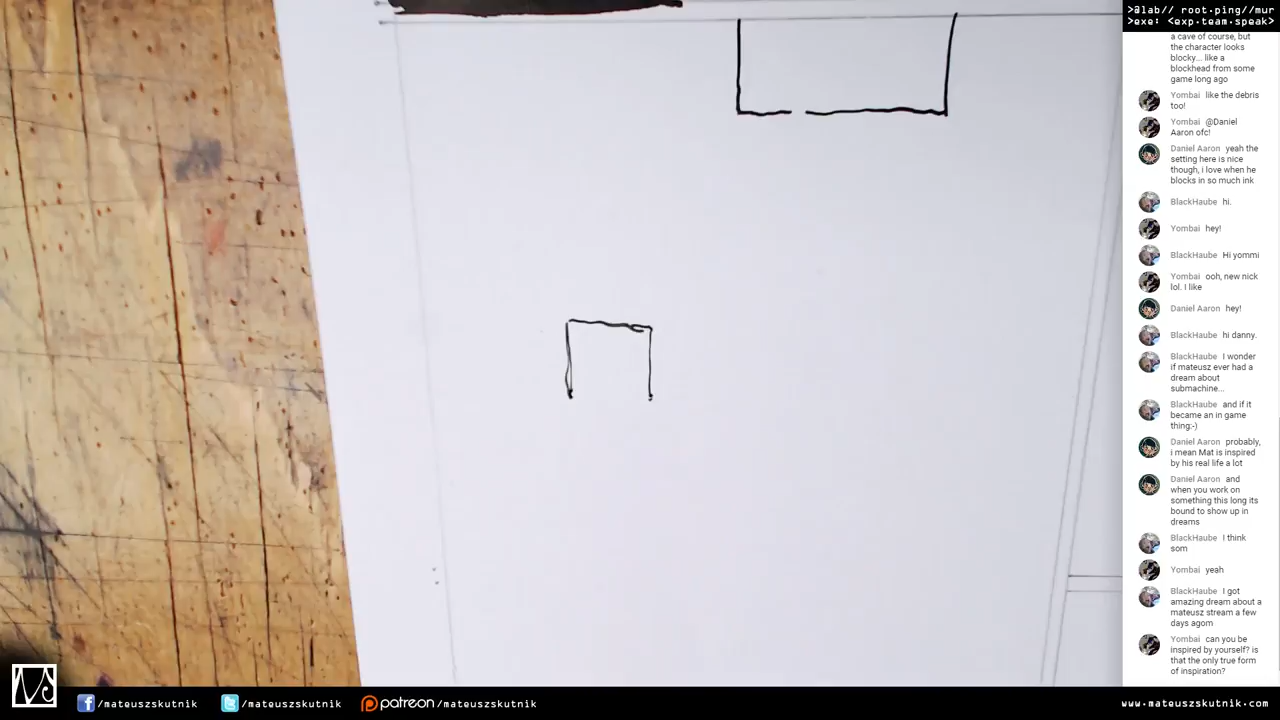 >@lab// root.ping//mur
>exe: <exp.team.speak>
a cave of course, but
the character looks
blocky... like a
blockhead from some
game long ago
Yombai like the debris
too!
Yombai @Daniel
Aaron ofc!
Daniel Aaron yeah the
setting here is nice
though, i love when he
blocks in so much ink
BlackHaube hi.
Yombai hey!
BlackHaube Hi yommi
Yombai ooh, new nick
lol. I like
Daniel Aaron hey!
BlackHaube hi danny.
BlackHaube I wonder
if mateusz ever had a
dream about
submachine...
BlackHaube and if it
became an in game
thing:-)
Daniel Aaron probably,
i mean Mat is inspired
by his real life a lot
Daniel Aaron and
when you work on
something this long its
bound to show up in
dreams
BlackHaube I think
som
Yombai yeah
BlackHaube I got
amazing dream about a
mateusz stream a few
days agom
Yombai can you be
inspired by yourself? is
that the only true form
of inspiration?
/mateuszskutnik
/mateuszskutnik
patreon/mateuszskutnik
www.mateuszskutnik.com